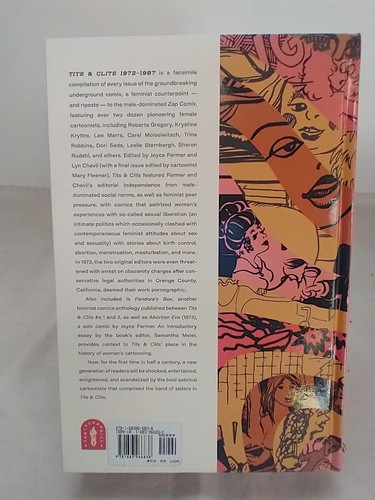 TITS & CLITS 1972-1987 is a facsimile
compilation of every issue of the groundbreaking
underground comix, a feminist counterpoint —
and riposte — to the male-dominated Zap Comix,
featuring over two dozen pioneering female
cartoonists, including Roberta Gregory, Krystine
Kryttre, Lee Marrs, Carel Moiseiwitsch, Trina
Robbins, Dori Seda, Leslie Sternbergh, Sharon
Rudahl, and others. Edited by Joyce Farmer and
Lyn Chevli (with a final issue edited by cartoonist
Mary Fleener), Tits & Clits featured Farmer and
Chevli's editorial independence from male-
dominated social norms, as well as feminist peer
pressure, with comics that satirized women's
experiences with co-called sexual liberation (an
intimate politics which occasionally clashed with
contemporaneous feminist attitudes about sex
and sexuality) with stories about birth control,
abortion, menstruation, masturbation, and more.
In 1973, the two original editors were even threat-
ened with arrest on obscenity charges after con-
servative legal authorities in Orange County,
California, deemed their work pornographic.
Also included is Pandora's Box, another
feminist comics anthology published between Tits
& Clits #s 1 and 2, as well as Abortion Eve (1973),
a solo comic by Joyce Farmer. An introductory
essay by the book's editor, Samantha Meier,
provides context to Tits & Clits' place in the
history of women's cartooning.
Now, for the first time in half a century, a new
generation of readers will be shocked, entertained,
enlightened, and scandalized by the bold satirical
cartoonists that comprised the band of sisters in
Tits & Clits.